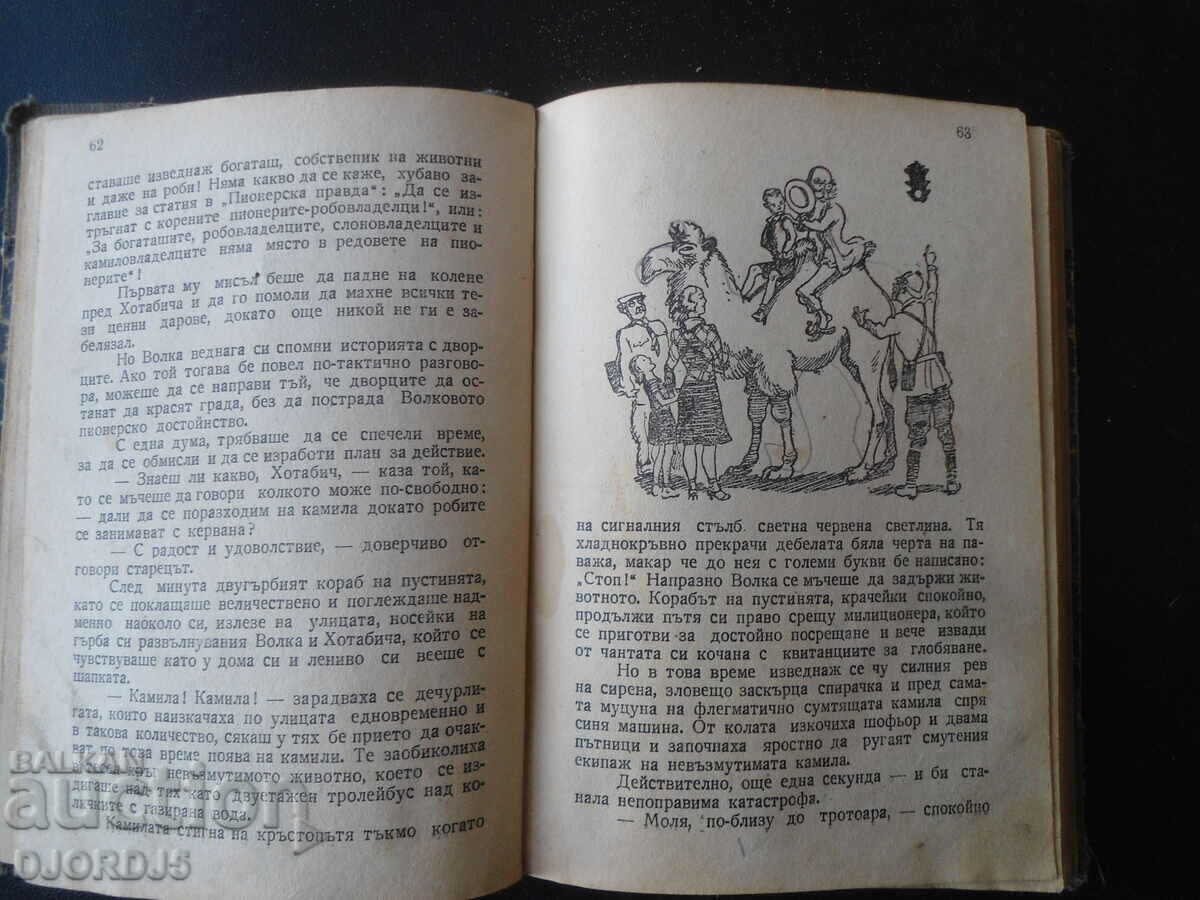 62
ставаше изведнаж богаташ, собственик на животни
и даже на роби! Няма какво да се каже, хубаво за-
главие за статия в „Пионерска правда“: „Да се из-
тръгнат с корените пионерите-робовладелци!“, или:
„За богаташите, робовладелците, слоновладелците и
камиловладелците няма място в редовете на пио-
нерите“!
Първата му мисъл беше да падне на колене
пред Хотабича и да го помоли да махне всички те-
зи ценни дарове, докато още никой не ги е за-
белязал.
Но Волка веднага си спомни историята с двор-
ците. Ако той тогава бе повел по-тактично разгово-
ра, можеше да се направи тъй, че дворците да ос-
танат да красят града, без да пострада Волковото
пионерско достойнство.
С една дума, трябваше да се спечели време,
за да се обмисли и да се изработи план за действие.
— Знаеш ли какво, Хотабич, — каза той, ка-
то се мъчеше да говори колкото може по-свободно:
— дали да се поразходим на камила докато робите
се занимават с кервана?
— С радост и удоволствие, — доверчиво от-
говори старецът.
След минута двугърбият кораб на пустинята,
като се поклащаше величествено и поглеждаше над-
менно наоколо си, излезе на улицата, носейки на
гърба си развълнувания Волка и Хотабича, който се
чувствуваше като у дома си и лениво си вееше с
шапката.
— Камила! Камила! — зарадваха се дечурли-
гата, които наизкачаха по улицата едновременно и
в такова количество, сякаш у тях бе прието да очак-
ват по това време поява на камили. Те заобиколиха
кръг невъзмутимото животно, което се из-
дигаше над тях като двуетажен тролейбус над ко-
личките с газирана вода.
Камилата стигна на кръстопътя тъкмо когато
63
на сигналния стълб светна червена светлина. Тя
хладнокръвно прекрачи дебелата бяла черта на па-
важа, макар че до нея с големи букви бе написано:
„Стоп!“ Напразно Волка се мъчеше да задържи жи-
вотното. Корабът на пустинята, крачейки спокойно,
продължи пътя си право срещу милиционера, който
се приготви за достойно посрещане и вече извади
от чантата си кочана с квитанциите за глобяване.
Но в това време изведнаж се чу силния рев
на сирена, зловещо заскърца спирачка и пред сама-
та муцуна на флегматично сумтящата камила спря
синя машина. От колата изкочиха шофьор и двама
пътници и започнаха яростно да ругаят смутения
екипаж на невъзмутимата камила.
Действително, още една секунда — и би ста-
нала непоправима катастрофа.
— Моля, по-близу до тротоара, — спокойно
BALKAN
auction
DJORDJ5